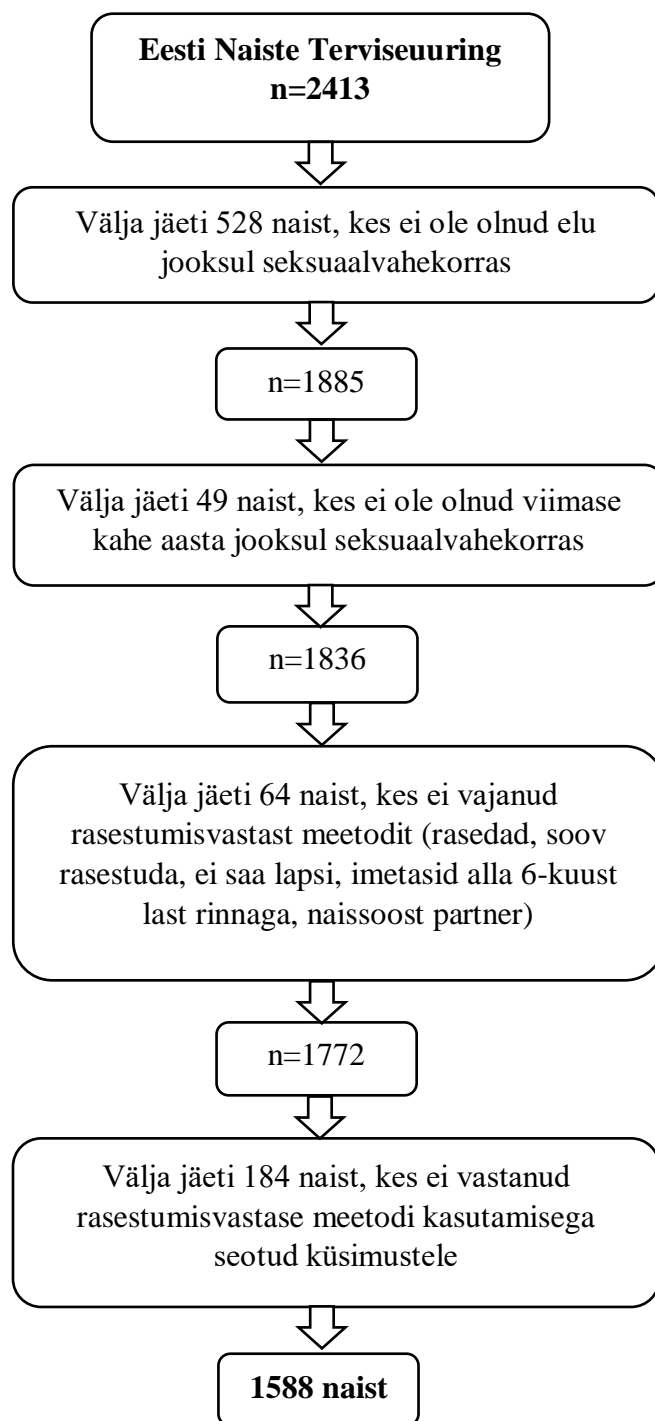 Eesti Naiste Terviseuuring
n=2413
Välja jäeti 528 naist, kes ei ole olnud elu
jooksul seksuaalvahekorras
n=1885
Välja jäeti 49 naist, kes ei ole olnud viimase
kahe aasta jooksul seksuaalvahekorras
n=1836
Välja jäeti 64 naist, kes ei vajanud
rasestumisvastast meetodit (rasedad, soov
rasestuda, ei saa lapsi, imetasid alla 6-kuust
last rinnaga, naissoost partner)
n=1772
Välja jäeti 184 naist, kes ei vastanud
rasestumisvastase meetodi kasutamisega
seotud küsimustele
1588 naist